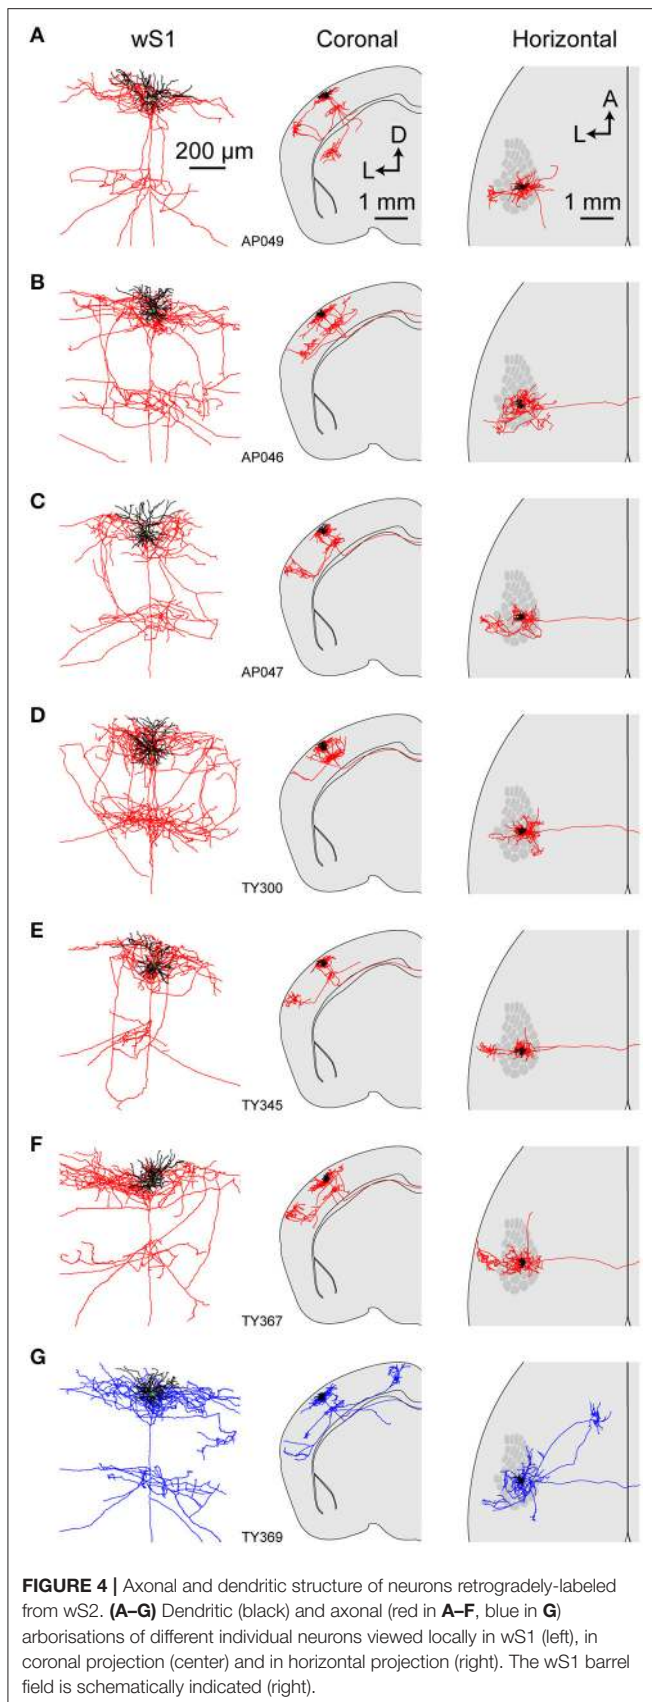 A wS1 Coronal Horizontal
200 µm
D
L
1 mm
A
L
1 mm
AP049
B
AP046
C
AP047
D
TY300
E
TY345
F
TY367
G
TY369
FIGURE 4 | Axonal and dendritic structure of neurons retrogradely-labeled
from wS2. (A–G) Dendritic (black) and axonal (red in A–F, blue in G)
arborisations of different individual neurons viewed locally in wS1 (left), in
coronal projection (center) and in horizontal projection (right). The wS1 barrel
field is schematically indicated (right).